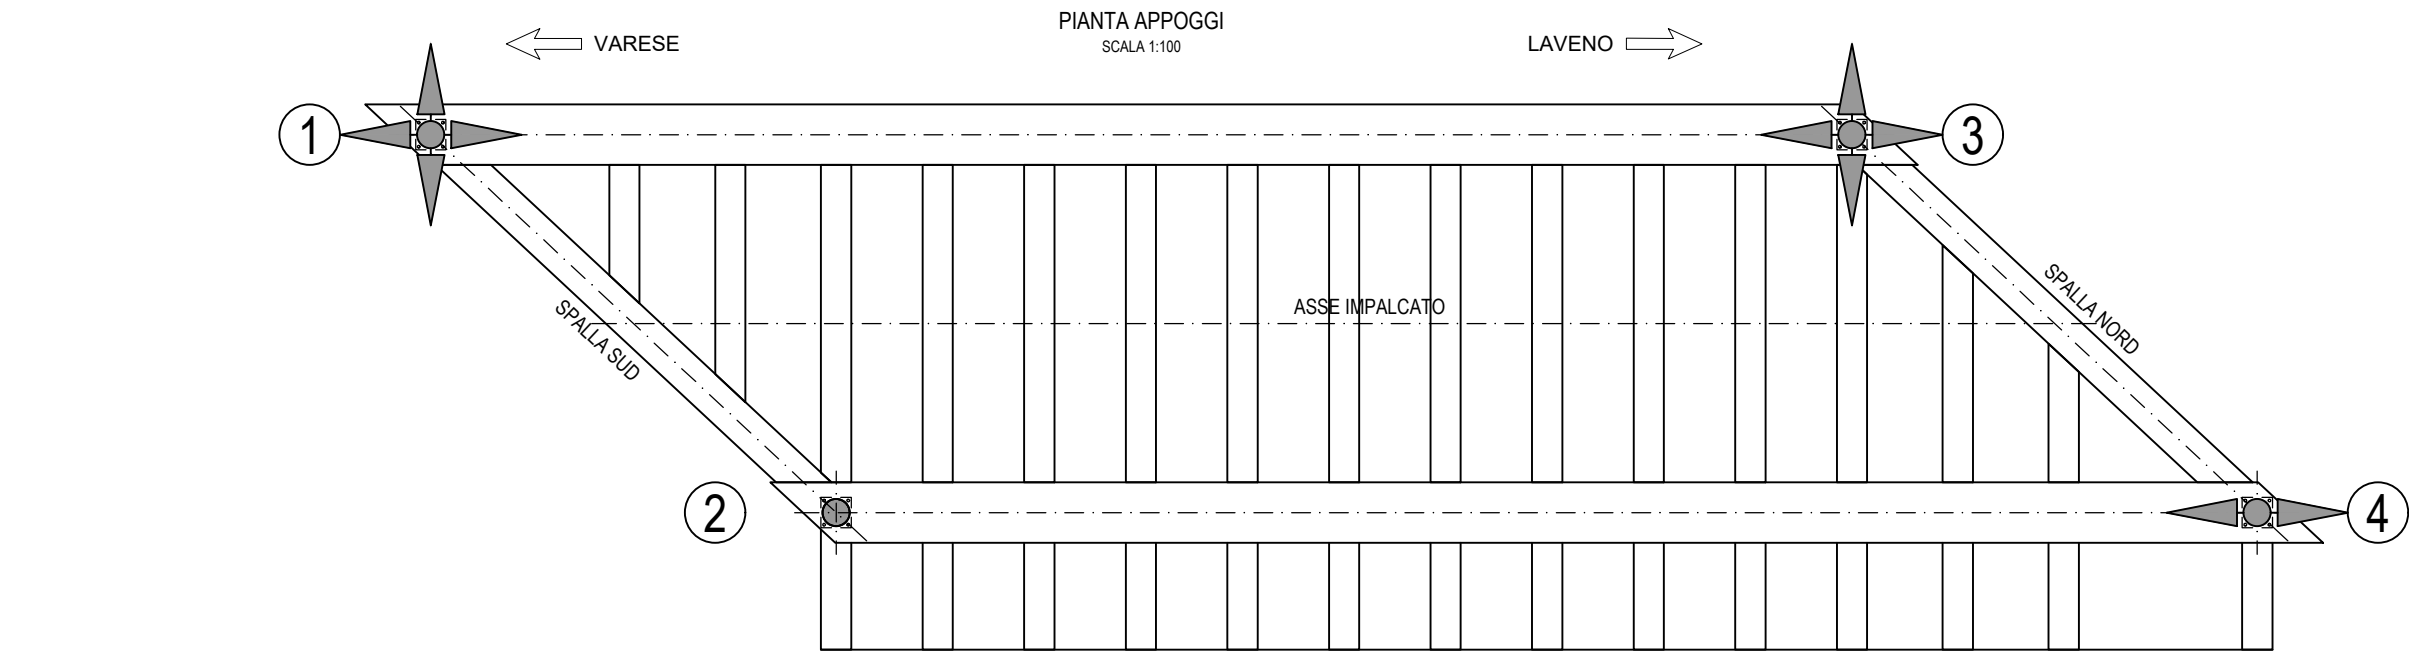 PIANTA APPOGGI
SCALA 1:100
VARESE
LAVENO
1
3
ASSE IMPALCATO
SPALLA SUD
SPALLA NORD
2
4